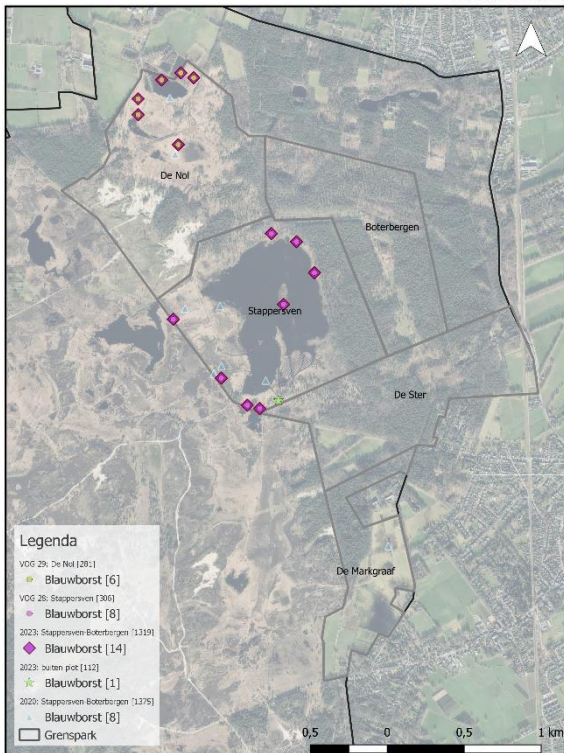 De Nol
Boterbergen
Stappersven
De Ster
De Markgraaf
Legenda
VOG 29: De Nol [281]
Blauwborst [6]
VOG 28: Stappersven [306]
Blauwborst [8]
2023: Stappersven-Boterbergen [1319]
Blauwborst [14]
2023: buiten plot [112]
Blauwborst [1]
2020: Stappersven-Boterbergen [1375]
Blauwborst [8]
Grenspark
0,5 0 0,5 1 km